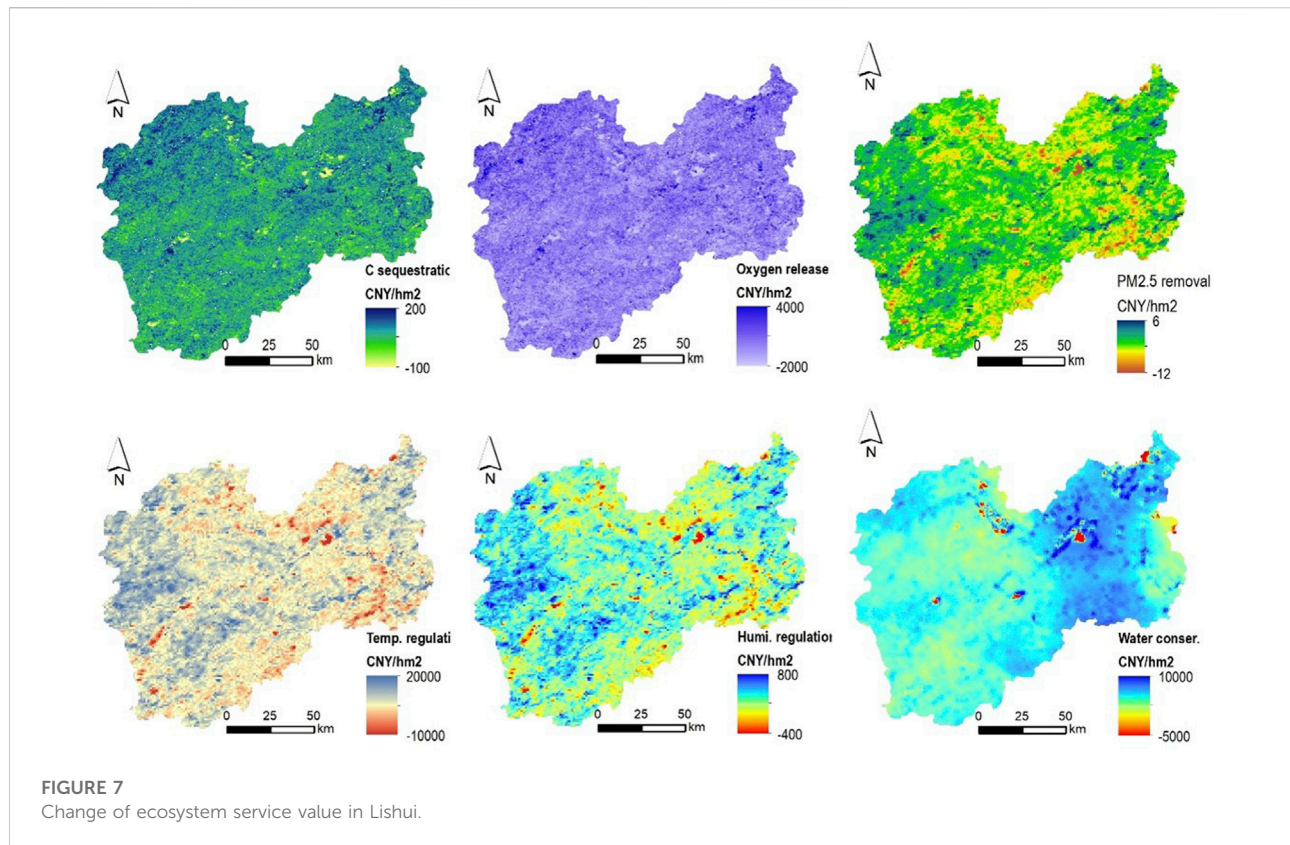 N
N
N
C sequestratic
CNY/hm2
200
-100
0 25 50
km
Oxygen release
CNY/hm2
4000
-2000
0 25 50
km
PM2.5 removal
CNY/hm2
6
-12
0 25 50
km
N
N
N
Temp. regulati
CNY/hm2
20000
-10000
0 25 50
km
Humi. regulation
CNY/hm2
800
-400
0 25 50
km
Water conser.
CNY/hm2
10000
-5000
0 25 50
km
FIGURE 7
Change of ecosystem service value in Lishui.